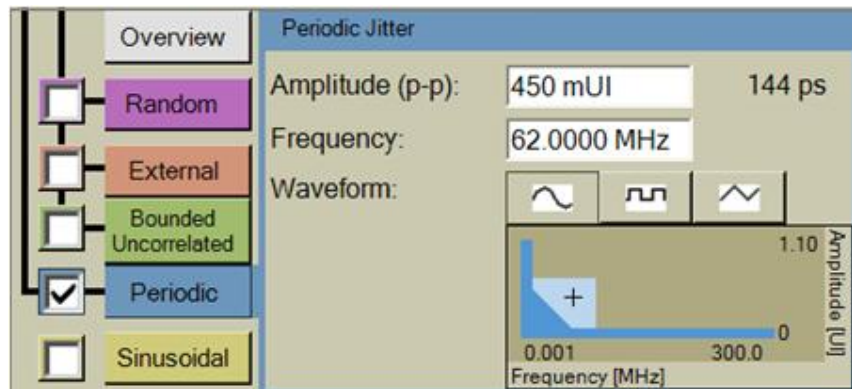 Overview
Random
External
Bounded
Uncorrelated
Periodic
Sinusoidal
Periodic Jitter
Amplitude (p-p): 450 mUI 144 ps
Frequency: 62.0000 MHz
Waveform:
1.10
0
0.001 300.0
Frequency [MHz]
Amplitude [UI]